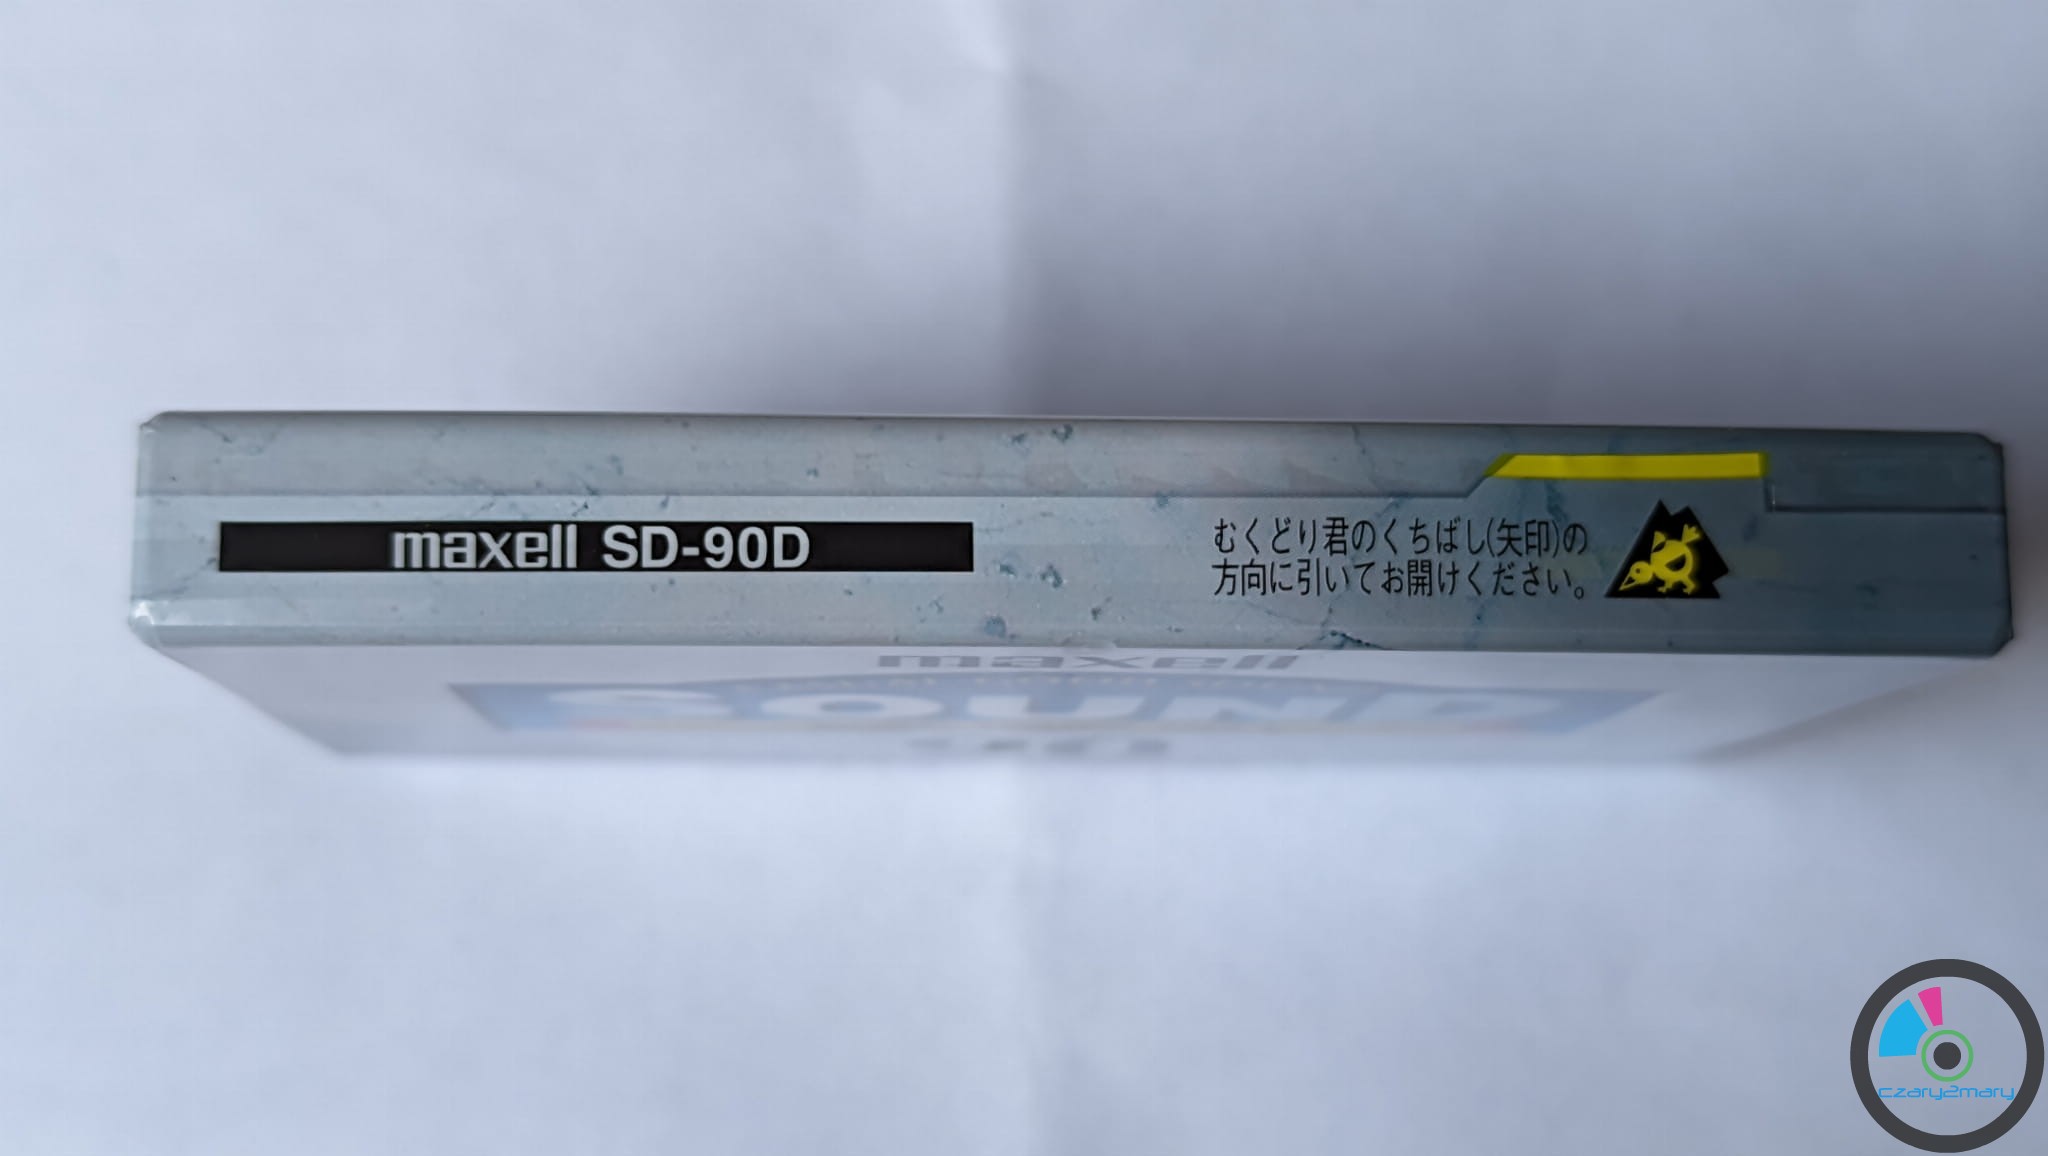 maxell SD-90D
むくどり君のくちばし(矢印)の
方向に引いてお開けください。
maxell
SOUND
czary2mary